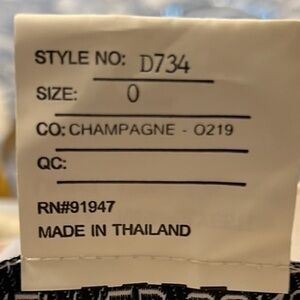 STYLE NO: D734
SIZE: 0
CO: CHAMPAGNE - O219
QC:
RN#91947
MADE IN THAILAND